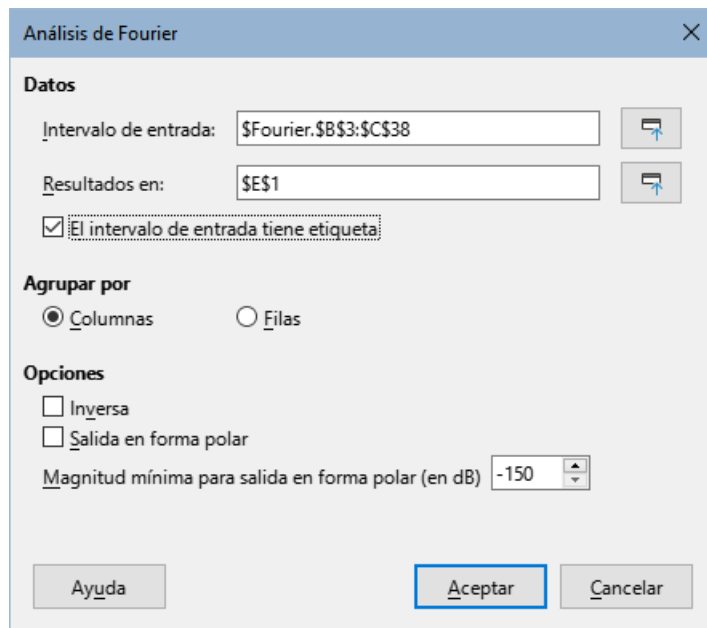 Análisis de Fourier
Datos
Intervalo de entrada: $Fourier.$B$3:$C$38
Resultados en: $E$1
El intervalo de entrada tiene etiqueta
Agrupar por
Columnas Filas
Opciones
Inversa
Salida en forma polar
Magnitud mínima para salida en forma polar (en dB) -150
Ayuda Aceptar Cancelar